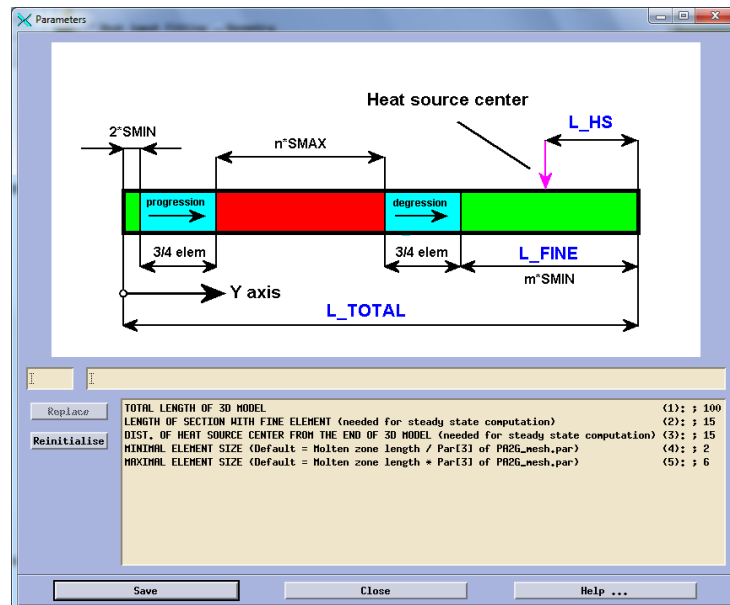 Parameters
Heat source center
2*SMIN
L_HS
n*SMAX
progression
degression
3/4 elem
3/4 elem
L_FINE
m*SMIN
Y axis
L_TOTAL
Replace
Reinitialise
TOTAL LENGTH OF 3D MODEL (1): ; 100
LENGTH OF SECTION WITH FINE ELEMENT (needed for steady state computation) (2): ; 15
DIST. OF HEAT SOURCE CENTER FROM THE END OF 3D MODEL (needed for steady state computation) (3): ; 15
MINIMAL ELEMENT SIZE (Default = Molten zone length / Par[3] of PA2G_mesh.par) (4): ; 2
MAXIMAL ELEMENT SIZE (Default = Molten zone length * Par[3] of PA2G_mesh.par) (5): ; 6
Save
Close
Help ...